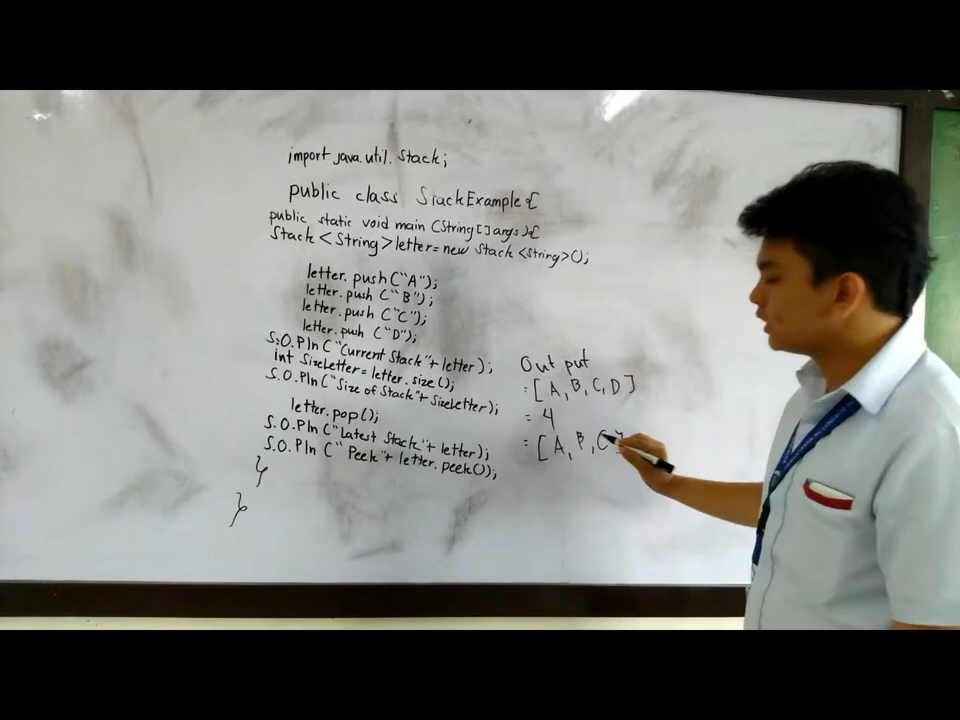 import java.util.Stack;
public class StackExample{
public static void main (String[]args){
Stack<String>letter=new Stack<String>();
letter.push("A");
letter.push ("B");
letter.push ("C");
letter.push ("D");
S.O.Pln("Current Stack"+letter);
int SizeLetter=letter.size();
S.O.Pln("Size of Stack"+SizeLetter);
letter.pop();
S.O.Pln("Latest Stack"+letter);
S.O.Pln ("Peek"+letter.peek());
}
}
Out put
=[A,B,C,D]
=4
=[A,B,C]